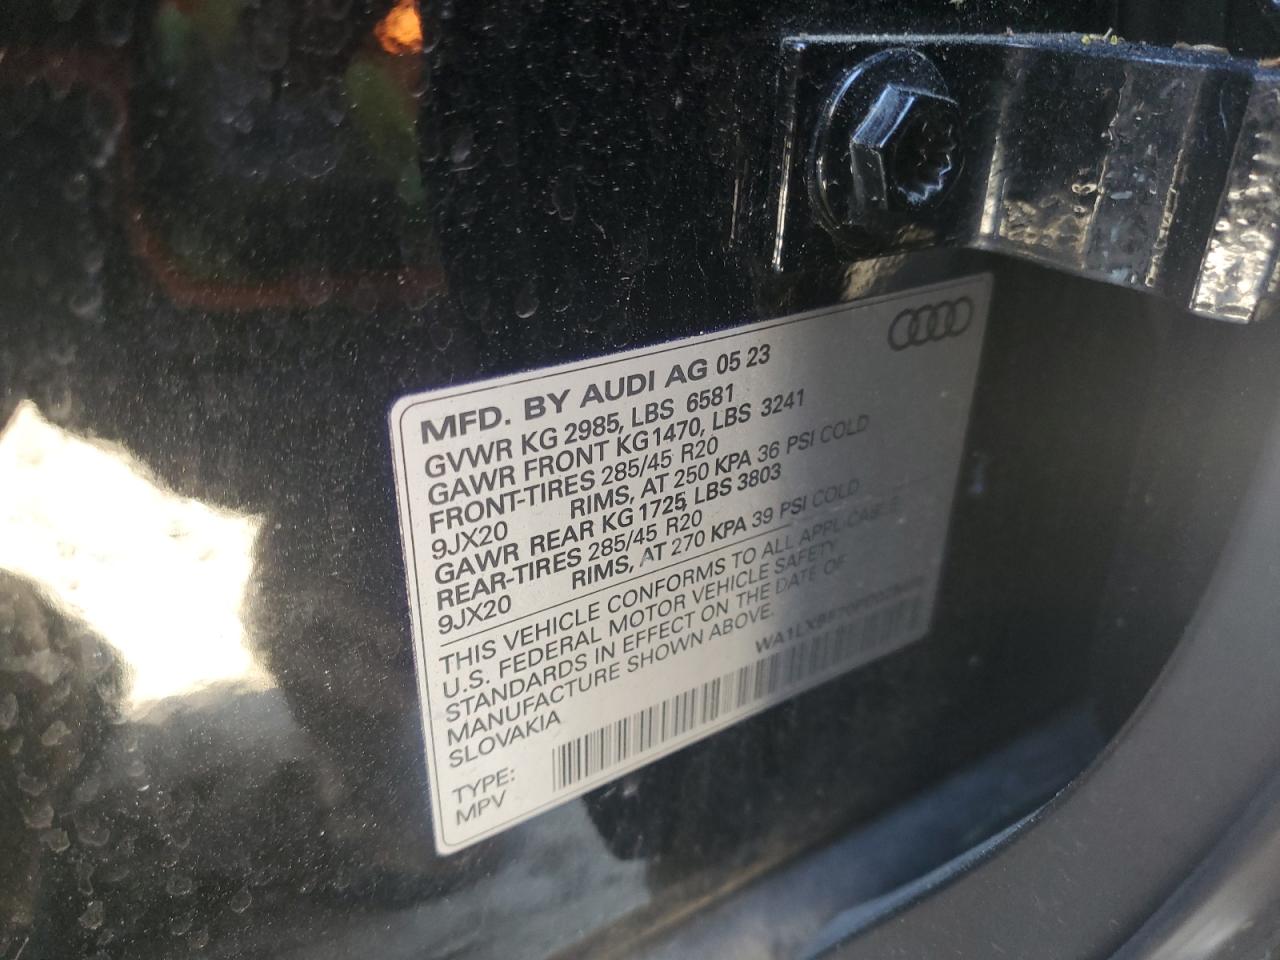 MFD. BY AUDI AG 05 23
GVWR KG 2985, LBS 6581
GAWR FRONT KG1470, LBS 3241
FRONT-TIRES 285/45 R20
9JX20 RIMS, AT 250 KPA 36 PSI COLD
GAWR REAR KG 1725, LBS 3803
REAR-TIRES 285/45 R20
9JX20 RIMS, AT 270 KPA 39 PSI COLD
THIS VEHICLE CONFORMS TO ALL APPLICABLE
U.S. FEDERAL MOTOR VEHICLE SAFETY
STANDARDS IN EFFECT ON THE DATE OF
MANUFACTURE SHOWN ABOVE.
SLOVAKIA
TYPE:
MPV